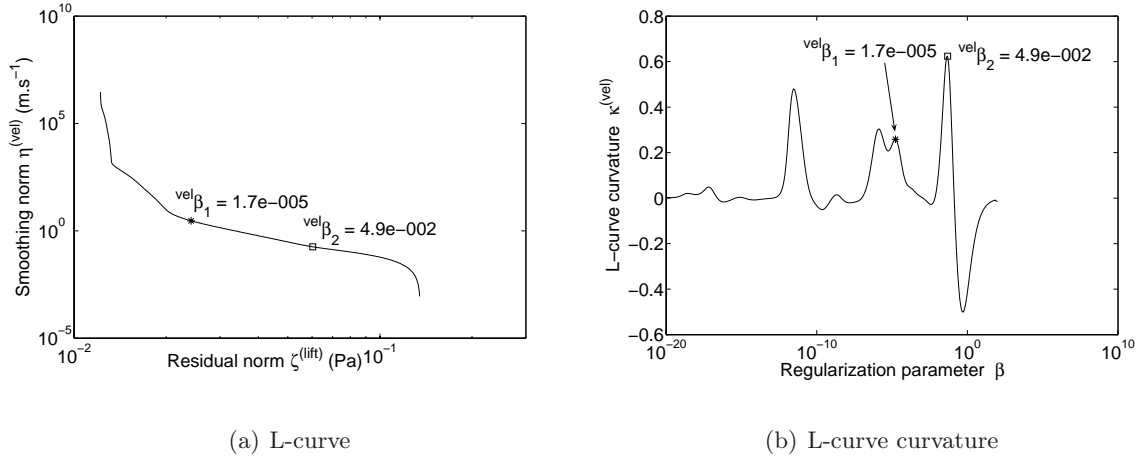 10^10
10^5
10^0
10^−5
10^−2
10^−1
Smoothing norm η^(vel) (m.s^−1)
Residual norm ζ^(lift) (Pa)
^velβ_1 = 1.7e−005
^velβ_2 = 4.9e−002
(a) L-curve
0.8
0.6
0.4
0.2
0
−0.2
−0.4
−0.6
10^−20
10^−10
10^0
10^10
L−curve curvature κ^(vel)
Regularization parameter β
^velβ_1 = 1.7e−005
^velβ_2 = 4.9e−002
(b) L-curve curvature